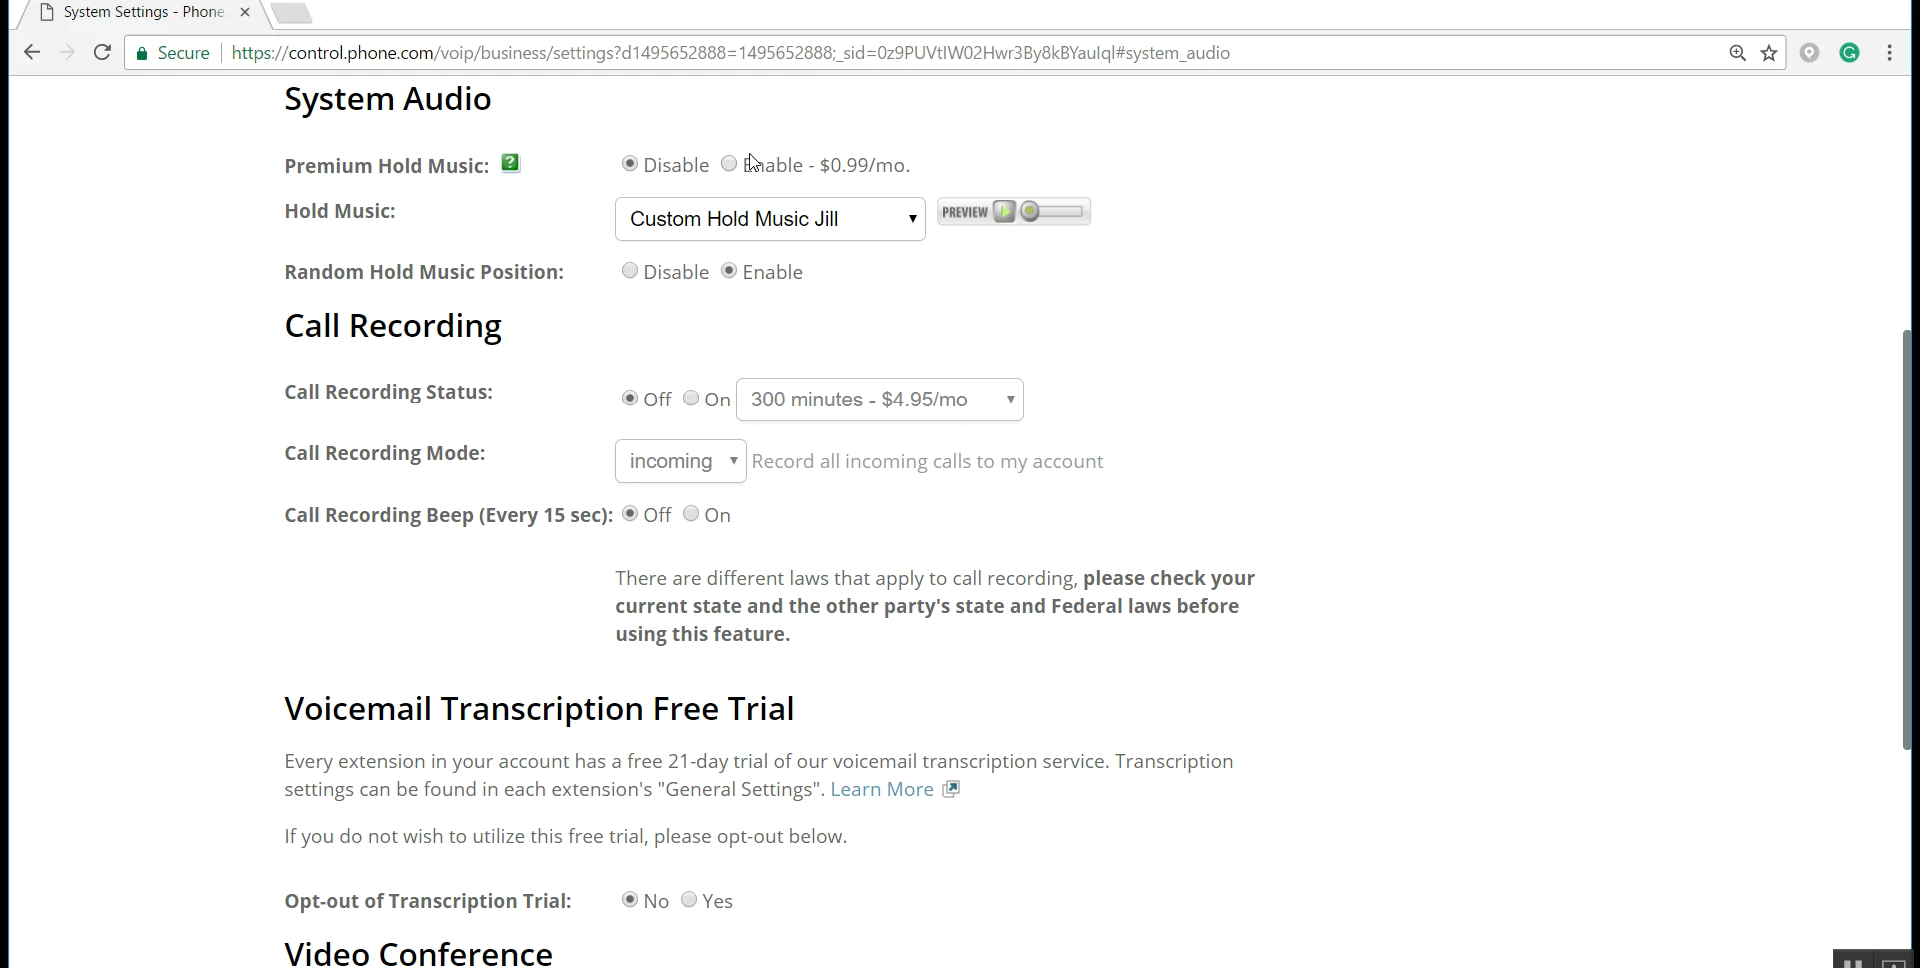 System Settings - Phone
Secure https://control.phone.com/voip/business/settings?d1495652888=1495652888;_sid=0z9PUVtIW02Hwr3By8kBYaulql#system_audio
System Audio
Premium Hold Music: ? Disable Enable - $0.99/mo.
Hold Music: Custom Hold Music Jill PREVIEW
Random Hold Music Position: Disable Enable
Call Recording
Call Recording Status: Off On 300 minutes - $4.95/mo
Call Recording Mode: incoming Record all incoming calls to my account
Call Recording Beep (Every 15 sec): Off On
There are different laws that apply to call recording, please check your
current state and the other party's state and Federal laws before
using this feature.
Voicemail Transcription Free Trial
Every extension in your account has a free 21-day trial of our voicemail transcription service. Transcription
settings can be found in each extension's "General Settings". Learn More
If you do not wish to utilize this free trial, please opt-out below.
Opt-out of Transcription Trial: No Yes
Video Conference